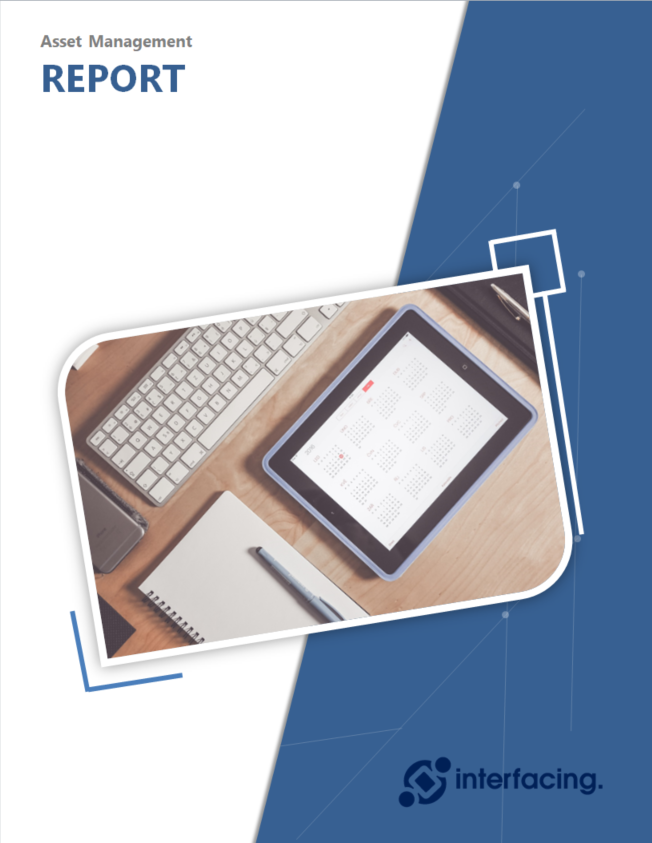 Asset Management
REPORT
interfacing.